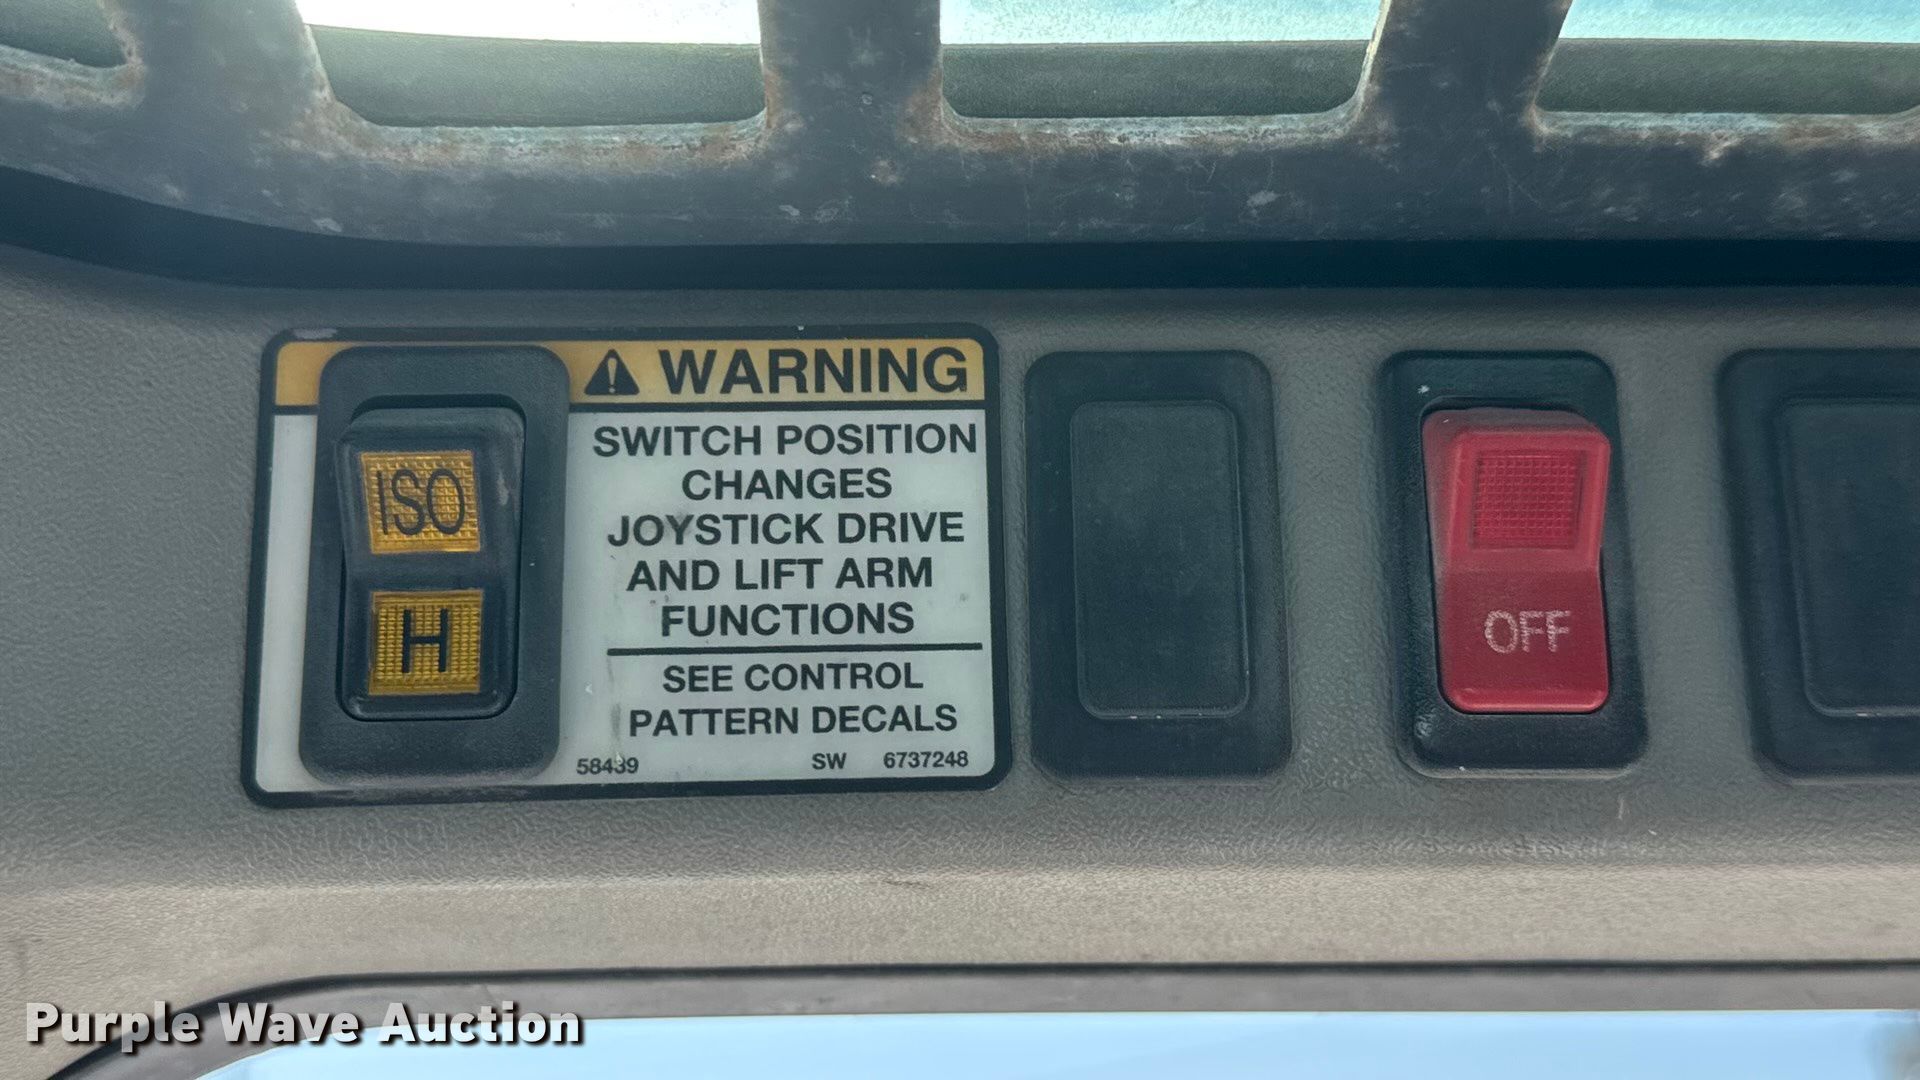 ISO
H
WARNING
SWITCH POSITION
CHANGES
JOYSTICK DRIVE
AND LIFT ARM
FUNCTIONS
SEE CONTROL
PATTERN DECALS
58439 SW 6737248
OFF
Purple Wave Auction